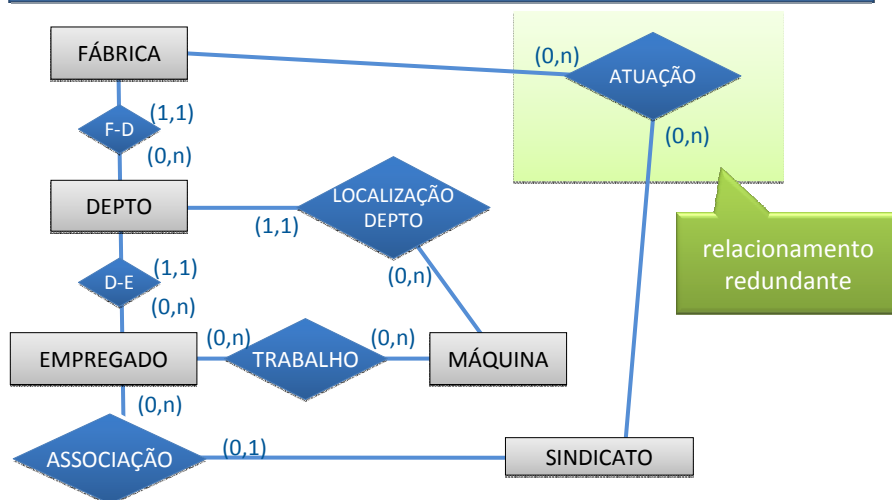 FÁBRICA
(0,n)
ATUAÇÃO
(1,1)
F-D
(0,n)
(0,n)
DEPTO
LOCALIZAÇÃO
DEPTO
(1,1)
relacionamento
redundante
(1,1)
D-E
(0,n)
(0,n)
(0,n)
(0,n)
EMPREGADO
TRABALHO
MÁQUINA
(0,n)
ASSOCIAÇÃO
(0,1)
SINDICATO